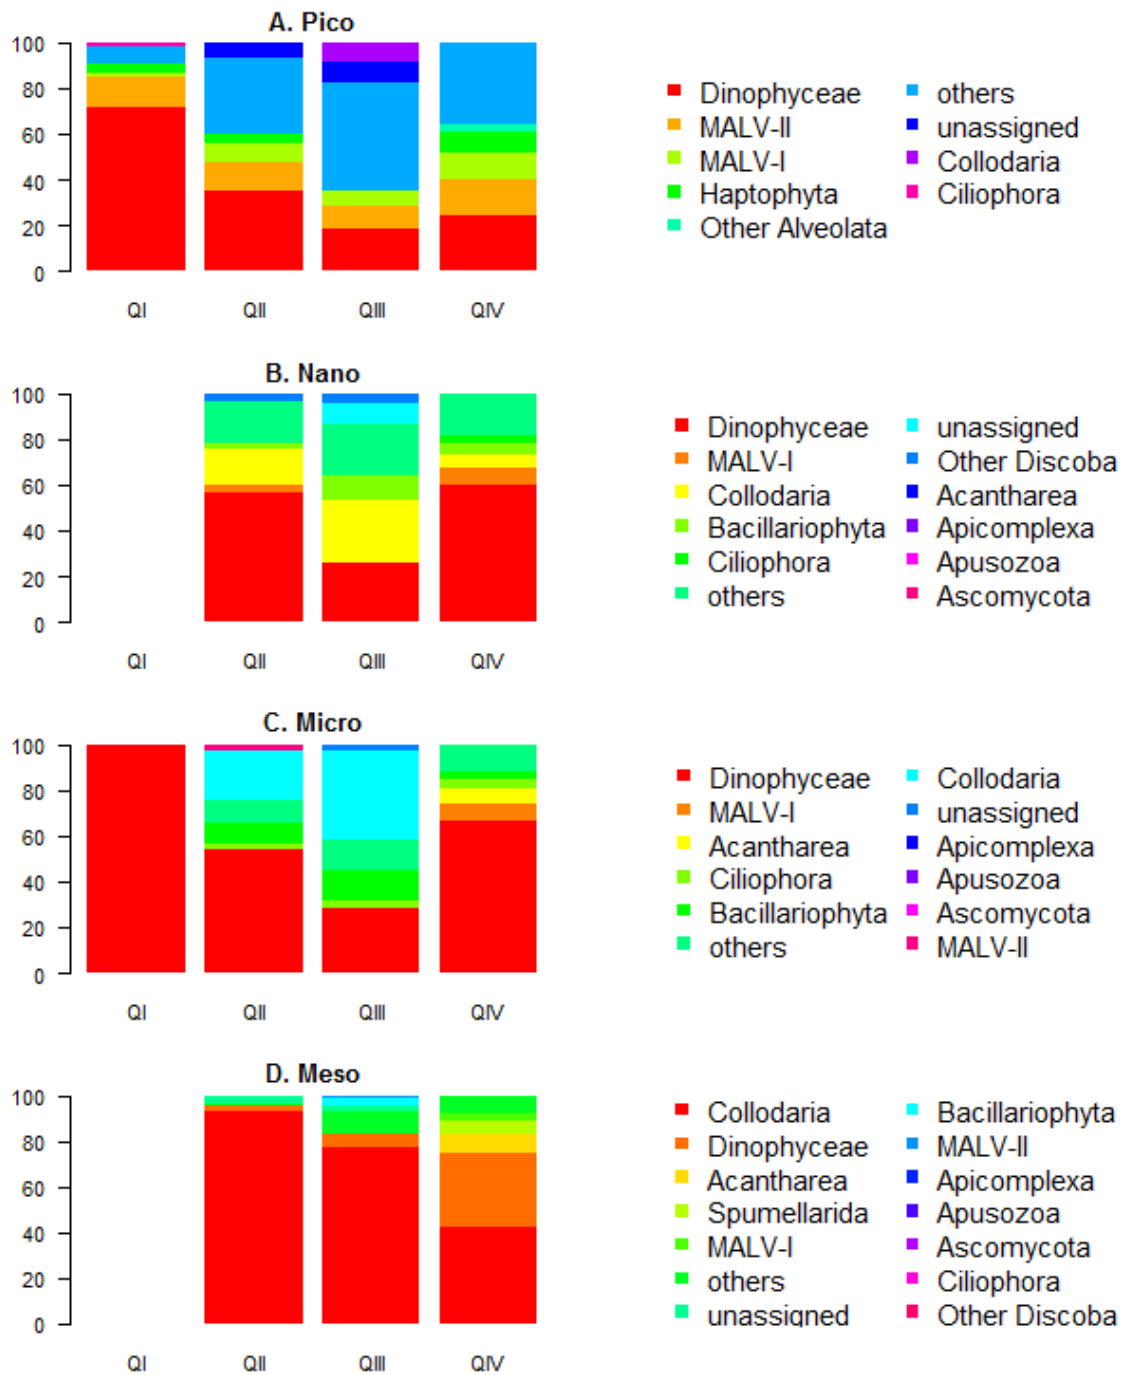 A. Pico
100
80
60
40
20
0
QI QII QIII QIV
Dinophyceae others
MALV-II unassigned
MALV-I Collodaria
Haptophyta Ciliophora
Other Alveolata
B. Nano
100
80
60
40
20
0
QI QII QIII QIV
Dinophyceae unassigned
MALV-I Other Discoba
Collodaria Acantharea
Bacillariophyta Apicomplexa
Ciliophora Apusozoa
others Ascomycota
C. Micro
100
80
60
40
20
0
QI QII QIII QIV
Dinophyceae Collodaria
MALV-I unassigned
Acantharea Apicomplexa
Ciliophora Apusozoa
Bacillariophyta Ascomycota
others MALV-II
D. Meso
100
80
60
40
20
0
QI QII QIII QIV
Collodaria Bacillariophyta
Dinophyceae MALV-II
Acantharea Apicomplexa
Spumellarida Apusozoa
MALV-I Ascomycota
others Ciliophora
unassigned Other Discoba